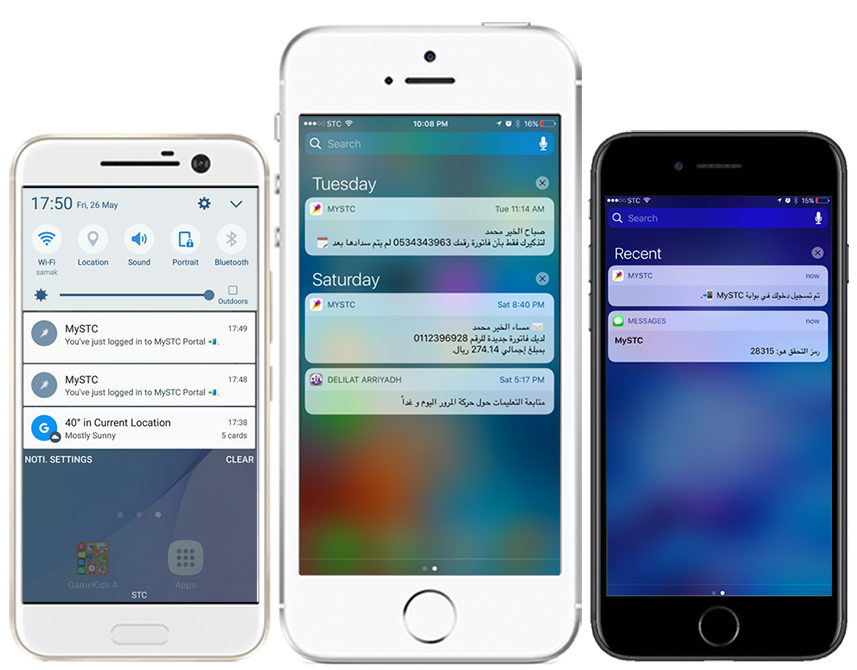 17:50 Fri, 26 May
Wi-Fi
samak
Location
Sound
Portrait
Bluetooth
Outdoors
MySTC 17:49
You've just logged in to MySTC Portal 📲.
MySTC 17:48
You've just logged in to MySTC Portal 📲.
G
40° in Current Location 17:38
Mostly Sunny 5 cards
NOTI. SETTINGS CLEAR
GameKids 4
Apps
STC
STC 10:08 PM 16%
Search
Tuesday
MYSTC Tue 11:14 AM
صباح الخير محمد
لتذكيرك فقط بأن فاتورة رقمك 0534343963 لم يتم سدادها بعد 🗓
Saturday
MYSTC Sat 8:40 PM
✉️ مساء الخير محمد
لديك فاتورة جديدة للرقم 0112396928
بمبلغ إجمالي 274.14 ريال.
DELILAT ARRIYADH Sat 5:17 PM
متابعة التعليمات حول حركة المرور اليوم و غداً
STC 15%
Search
Recent
MYSTC now
تم تسجيل دخولك في بوابة MySTC 📲.
MESSAGES now
MySTC
رمز التحقق هو: 28315